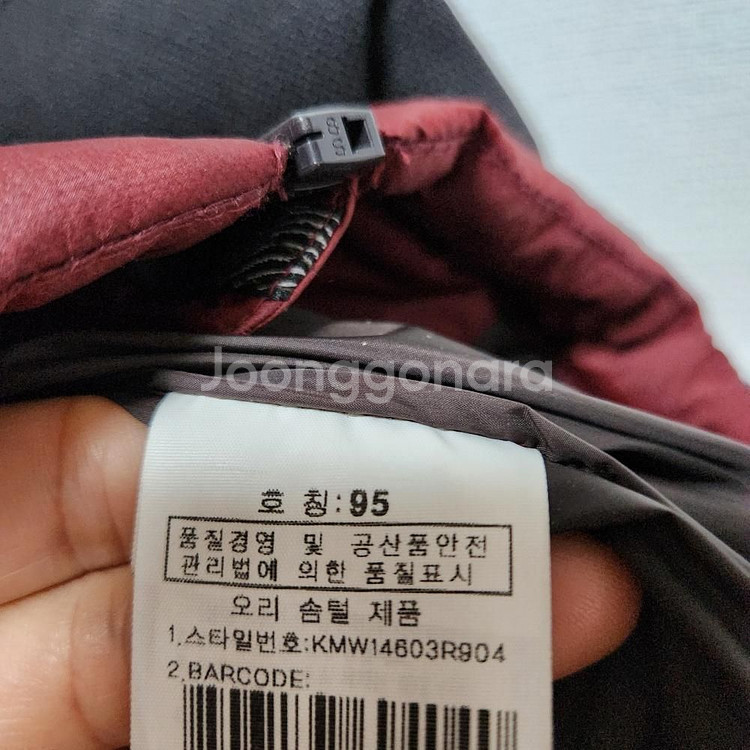 Joonggonara
호 칭:95
품질경영 및 공산품안전
관리법에 의한 품질표시
오리 솜털 제품
1.스타일번호:KMW14603R904
2.BARCODE: